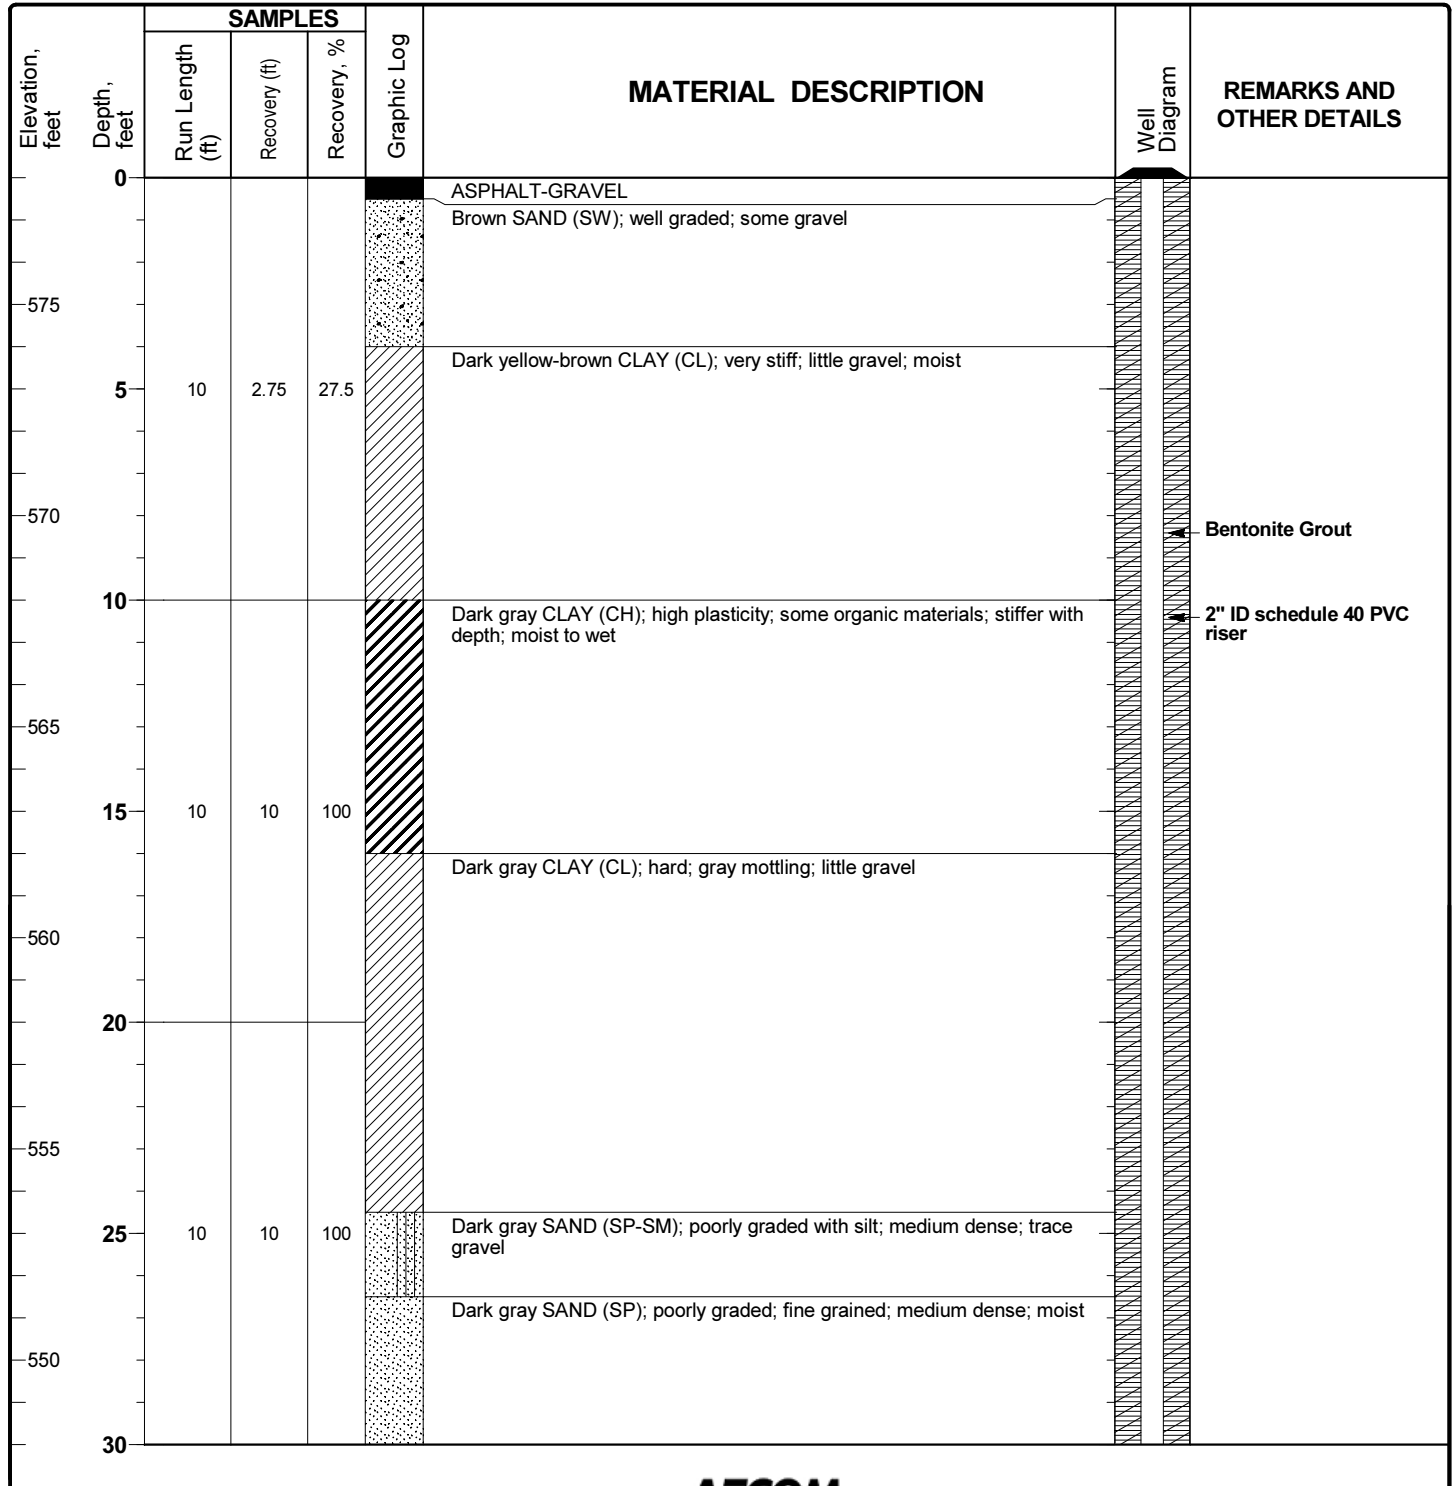 SAMPLES
Elevation,
feet
Depth,
feet
Run Length
(ft)
Recovery (ft)
Recovery, %
Graphic Log
MATERIAL DESCRIPTION
Well
Diagram
REMARKS AND
OTHER DETAILS
0
ASPHALT-GRAVEL
Brown SAND (SW); well graded; some gravel
575
Dark yellow-brown CLAY (CL); very stiff; little gravel; moist
5 10 2.75 27.5
570
Bentonite Grout
10
Dark gray CLAY (CH); high plasticity; some organic materials; stiffer with
depth; moist to wet
2" ID schedule 40 PVC
riser
565
15 10 10 100
Dark gray CLAY (CL); hard; gray mottling; little gravel
560
20
555
Dark gray SAND (SP-SM); poorly graded with silt; medium dense; trace
gravel
25 10 10 100
Dark gray SAND (SP); poorly graded; fine grained; medium dense; moist
550
30
AECOM